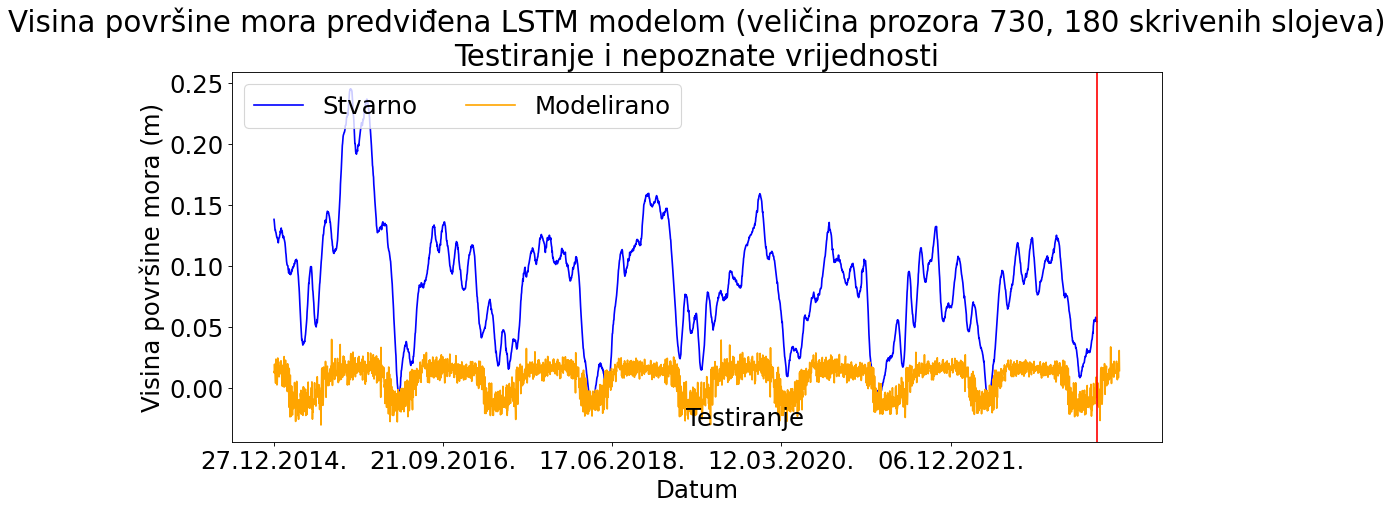 Visina površine mora predviđena LSTM modelom (veličina prozora 730, 180 skrivenih slojeva)
Testiranje i nepoznate vrijednosti
Stvarno Modelirano
Visina površine mora (m)
0.25
0.20
0.15
0.10
0.05
0.00
Testiranje
27.12.2014. 21.09.2016. 17.06.2018. 12.03.2020. 06.12.2021.
Datum